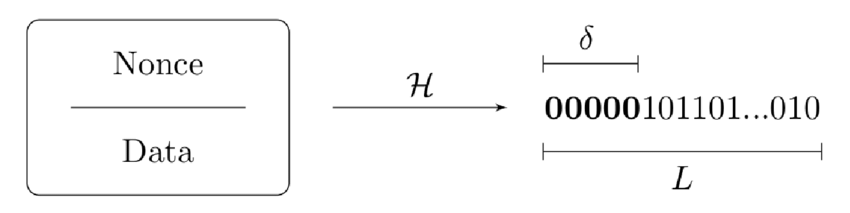 Nonce
Data
ℋ
δ
00000101101...010
L